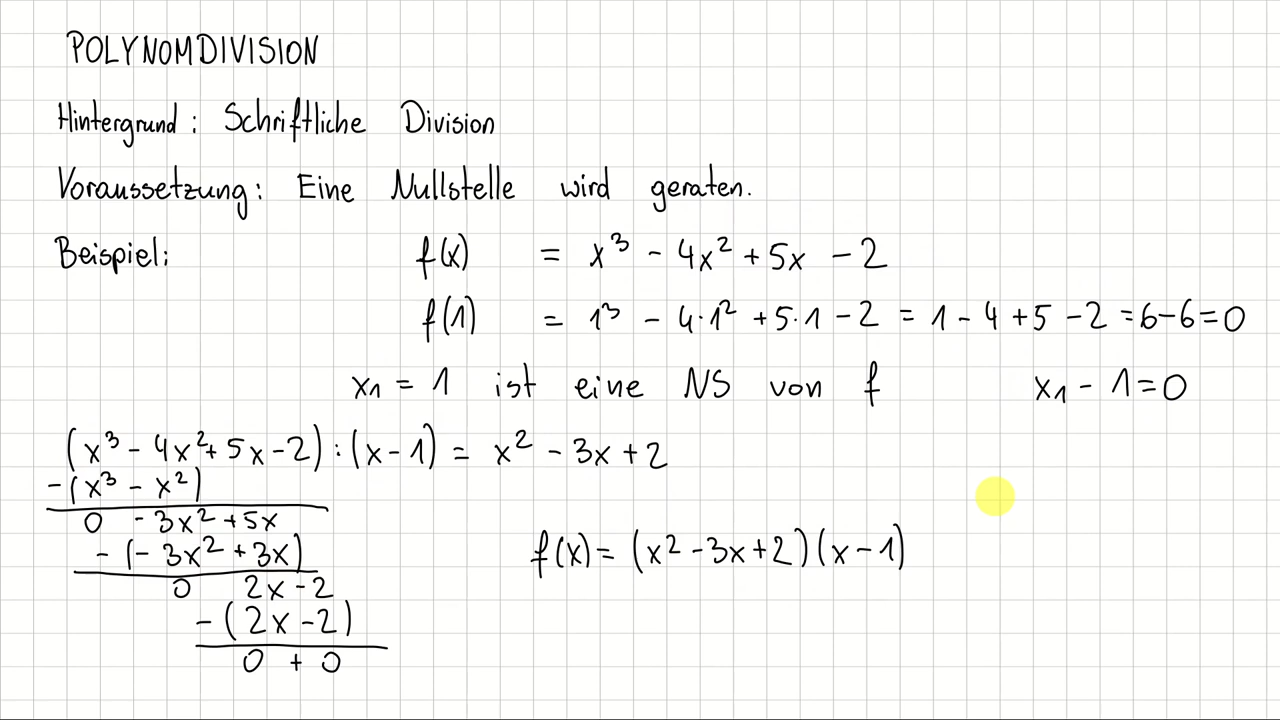 POLYNOMDIVISION
Hintergrund: Schriftliche Division
Voraussetzung: Eine Nullstelle wird geraten.
Beispiel: f(x) = x³ - 4x² + 5x - 2
f(1) = 1³ - 4·1² + 5·1 - 2 = 1 - 4 + 5 - 2 = 6 - 6 = 0
x₁ = 1 ist eine NS von f x₁ - 1 = 0
(x³ - 4x² + 5x - 2) : (x - 1) = x² - 3x + 2
-(x³ - x²)
0 - 3x² + 5x
- (- 3x² + 3x)
f(x) = (x² - 3x + 2)(x - 1)
0 2x - 2
- (2x - 2)
0 + 0